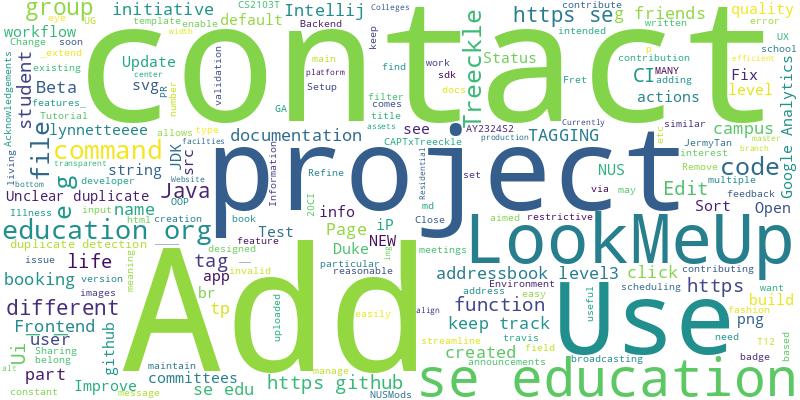 group initiative default Intellij https se g friends contribute quality
UG template enable CS2103T Backend Colleges intended written error
workflow Change soon _extend width
contact
Treeckle
eye existing student Update center validation keep main platform find work sdk filter Status contribution UX school
Beta svg PR number Setup comes docs p CI MANY adding Fix level
Acknowledgements features_ Tutorial GA title assets Fret actions efficient Google Analytics
lynnetteeee documentation see AY2324S2 TAGGING similar campus master
file allows type facilties CAPTxTreeckle production Currently etc JermyTan branch
command JDK src
project
living transparent string developer Website Information Refine Residential set NUS via may interest Remove multiple code feedback
bottom Unclear duplicate Java OOP 2OCI md Edit Sort Open
Illness input name html creation book info iP Close aimed restrictive
e g
education org Test Page Duke NEW meetings
LookMeUp
duplicate detection ___ feature img
issue life tag designed __ particular reasonable addressbook level3 click contributing want
booking version meaning app invalid
Add
address Environment easy scheduling https build
different images br tp uploaded easily align function useful fashion png
Use
Frontend user github keep track travis need T12
Ui Sharing belong streamline created field badge based
part maintain committees manage announcements broadcasting
alt constant Improve message se edu https github NUSMods
se education